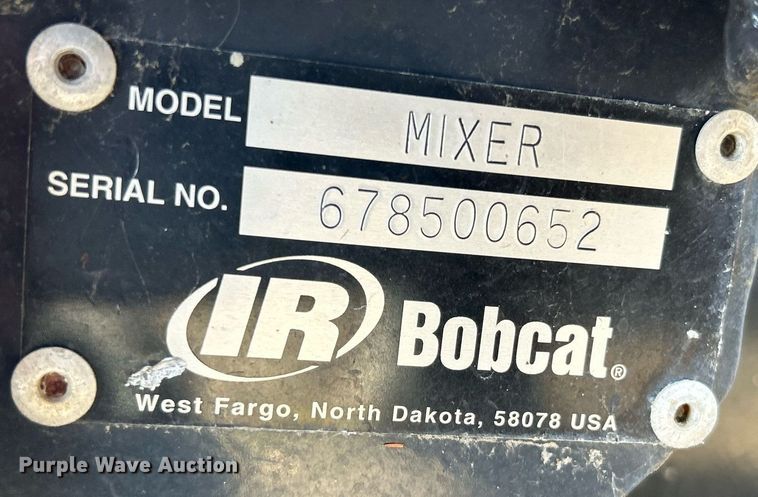 MODEL MIXER
SERIAL NO. 678500652
IR Bobcat®
West Fargo, North Dakota, 58078 USA
Purple Wave Auction